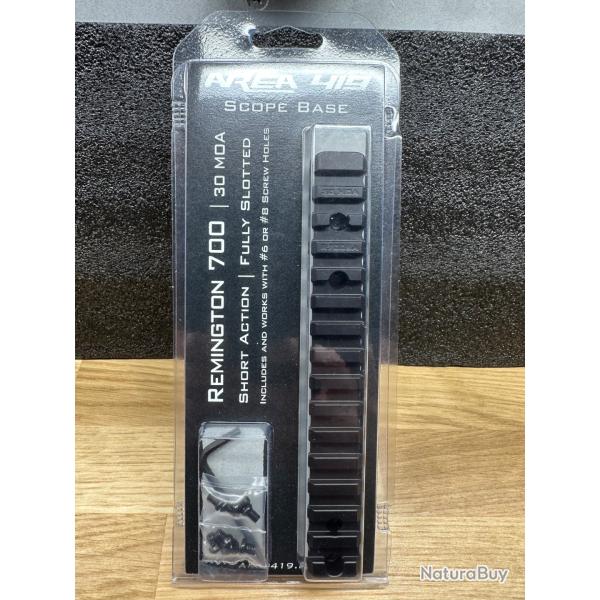 AREA 419
SCOPE BASE
REMINGTON 700 | 30 MOA
SHORT ACTION | FULLY SLOTTED
INCLUDES AND WORKS WITH #6 OR #8 SCREW HOLES
NaturaBuy